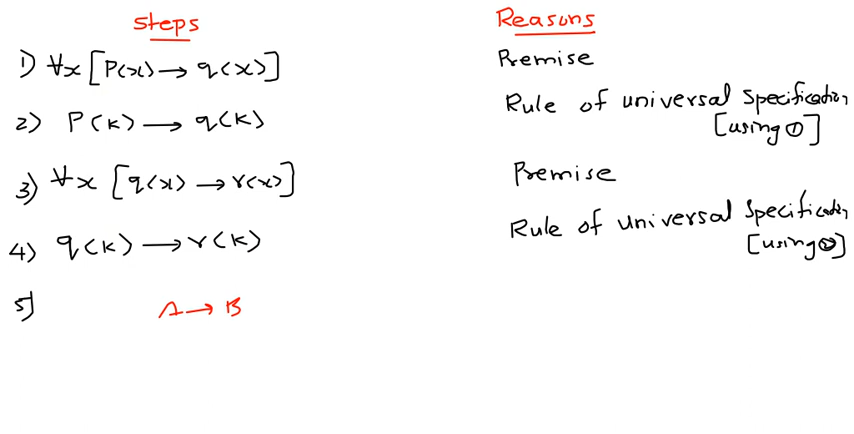 Steps Reasons
1) ∀x [P(x) → q(x)] Premise
2) P(k) → q(k) Rule of universal Specification
[using ①]
3) ∀x [q(x) → r(x)] Premise
4) q(k) → r(k) Rule of universal Specification
[using]
5) A → B